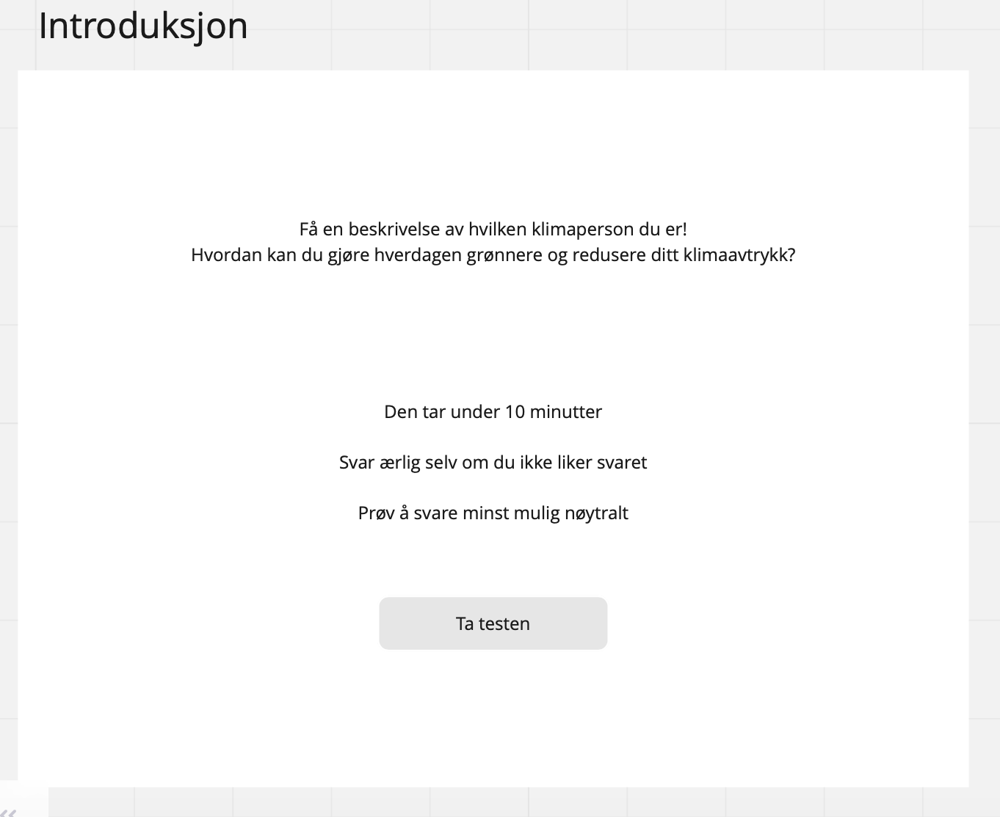 Introduksjon
Få en beskrivelse av hvilken klimaperson du er!
Hvordan kan du gjøre hverdagen grønnere og redusere ditt klimaavtrykk?
Den tar under 10 minutter
Svar ærlig selv om du ikke liker svaret
Prøv å svare minst mulig nøytralt
Ta testen